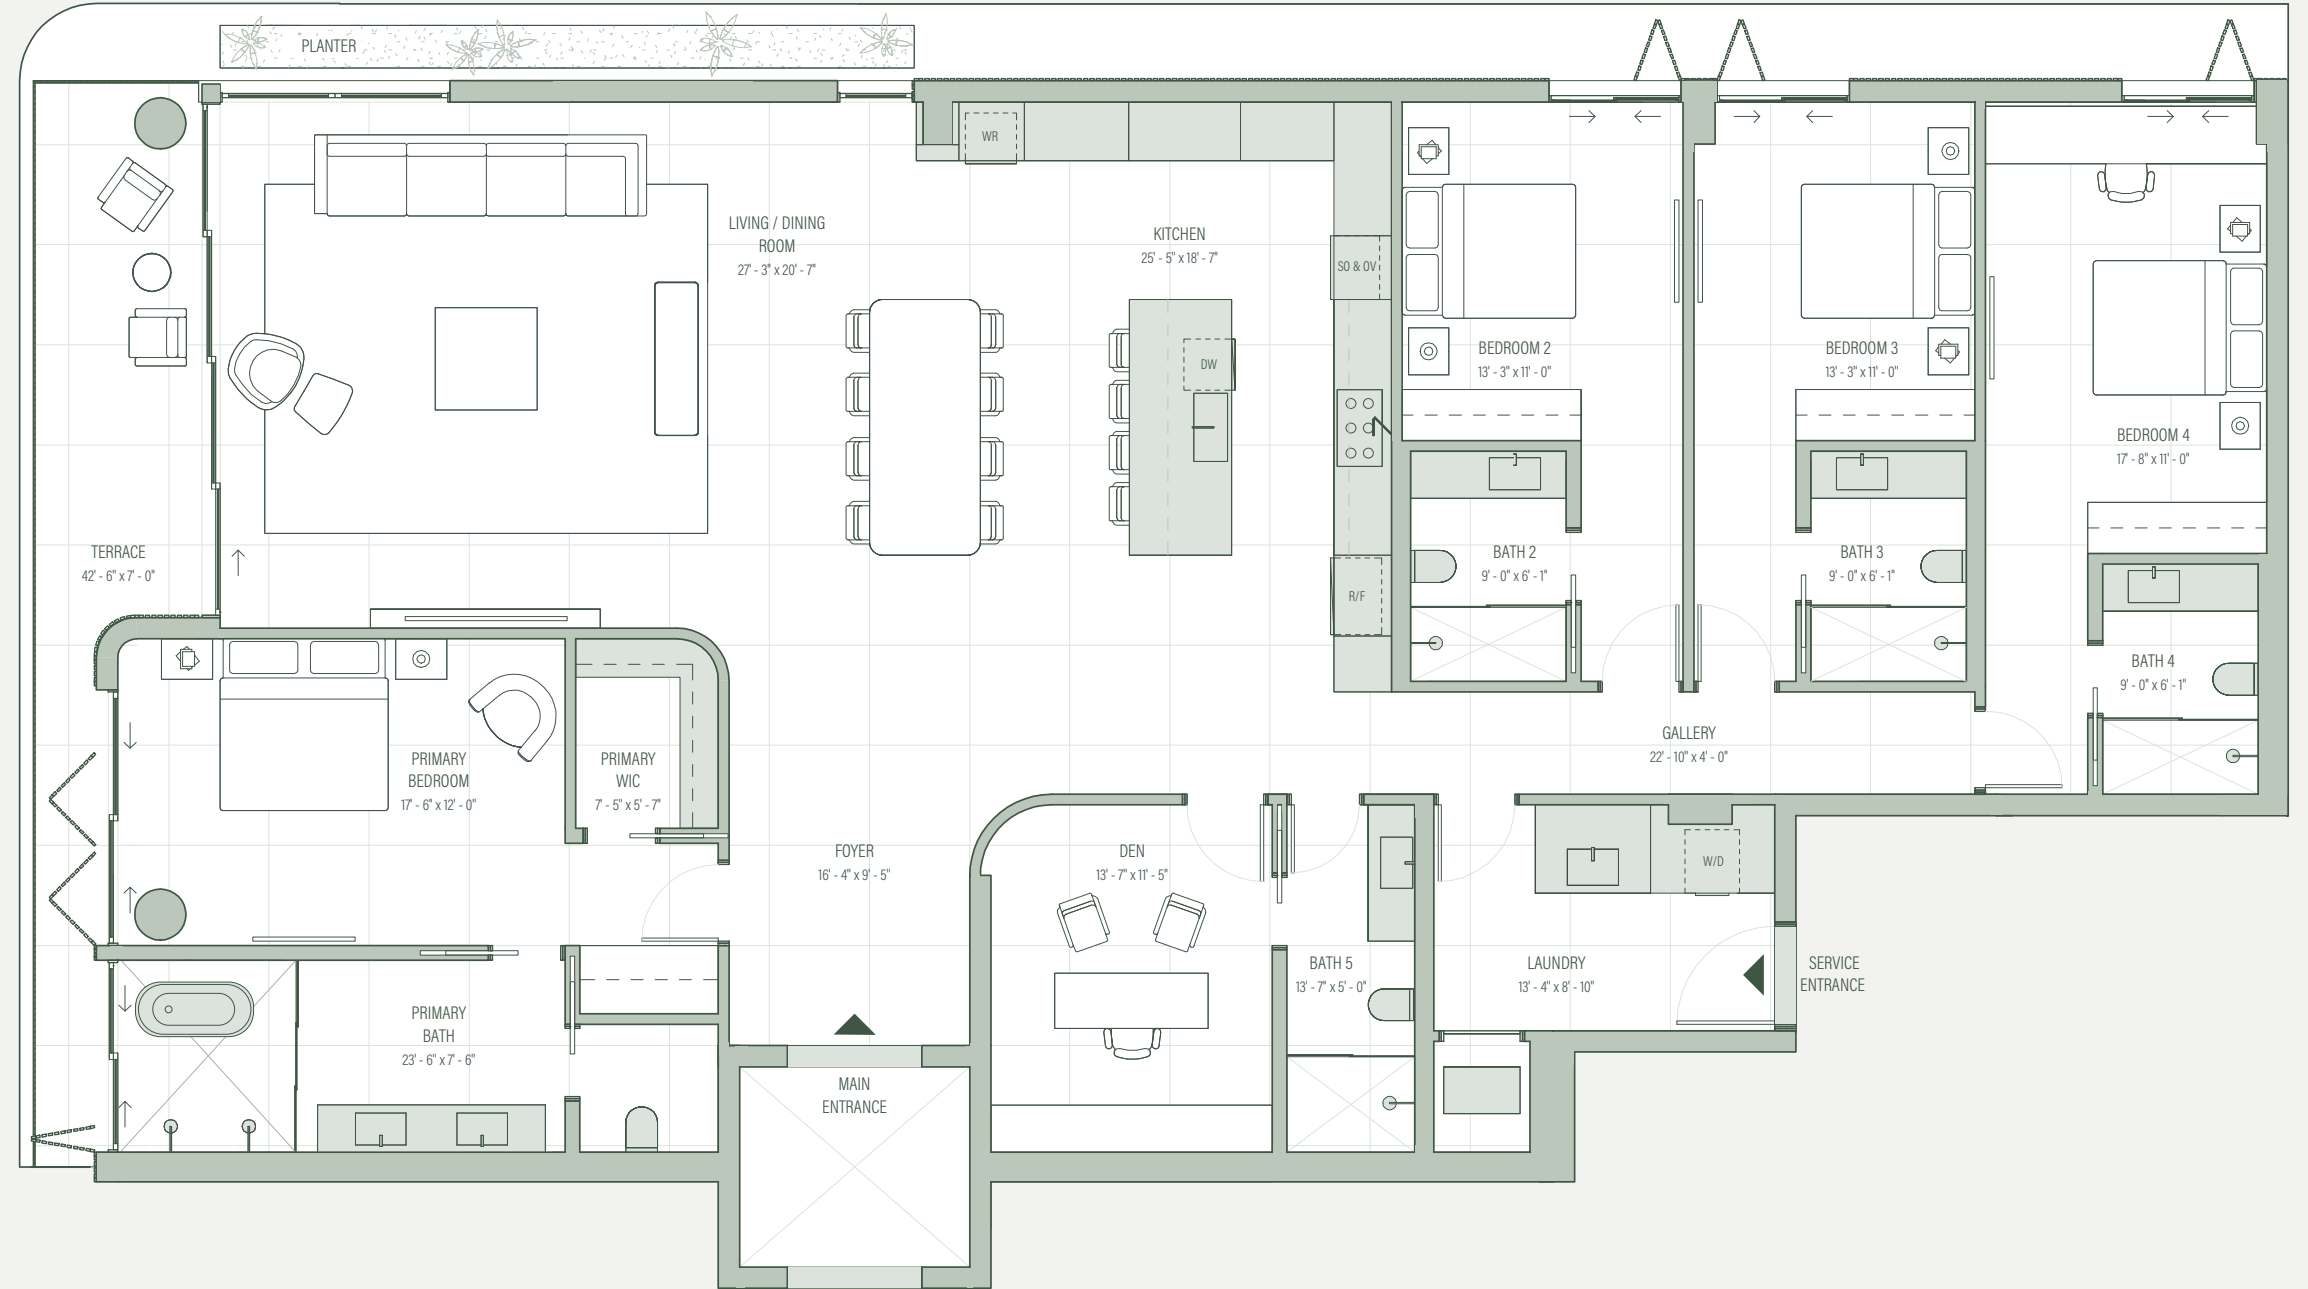 PLANTER
WR
LIVING / DINING
ROOM
27' - 3" x 20' - 7"
KITCHEN
25' - 5" x 18' - 7"
SO & OV
DW
R/F
BEDROOM 2
13' - 3" x 11' - 0"
BEDROOM 3
13' - 3" x 11' - 0"
BEDROOM 4
17' - 8" x 11' - 0"
TERRACE
42' - 6" x 7' - 0"
BATH 2
9' - 0" x 6' - 1"
BATH 3
9' - 0" x 6' - 1"
BATH 4
9' - 0" x 6' - 1"
GALLERY
22' - 10" x 4' - 0"
PRIMARY
BEDROOM
17' - 6" x 12' - 0"
PRIMARY
WIC
7' - 5" x 5' - 7"
FOYER
16' - 4" x 9' - 5"
DEN
13' - 7" x 11' - 5"
W/D
BATH 5
13' - 7" x 5' - 0"
LAUNDRY
13' - 4" x 8' - 10"
SERVICE
ENTRANCE
PRIMARY
BATH
23' - 6" x 7' - 6"
MAIN
ENTRANCE